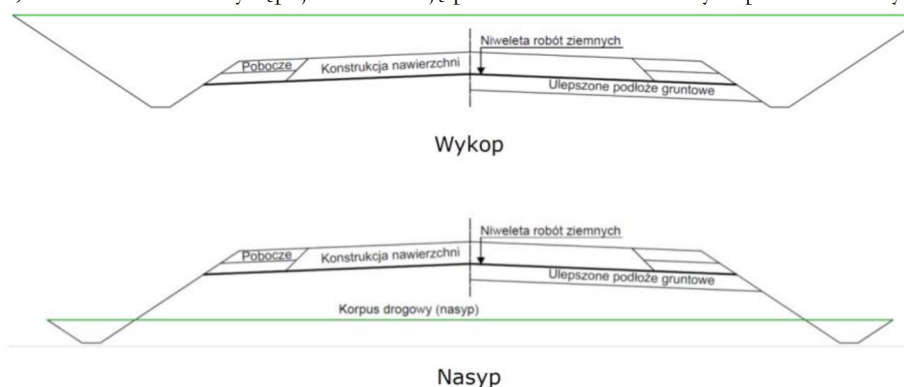 Niweleta robót ziemnych
Pobocze
Konstrukcja nawierzchni
Ulepszone podłoże gruntowe
Wykop
Niweleta robót ziemnych
Pobocze
Konstrukcja nawierzchni
Ulepszone podłoże gruntowe
Korpus drogowy (nasyp)
Nasyp